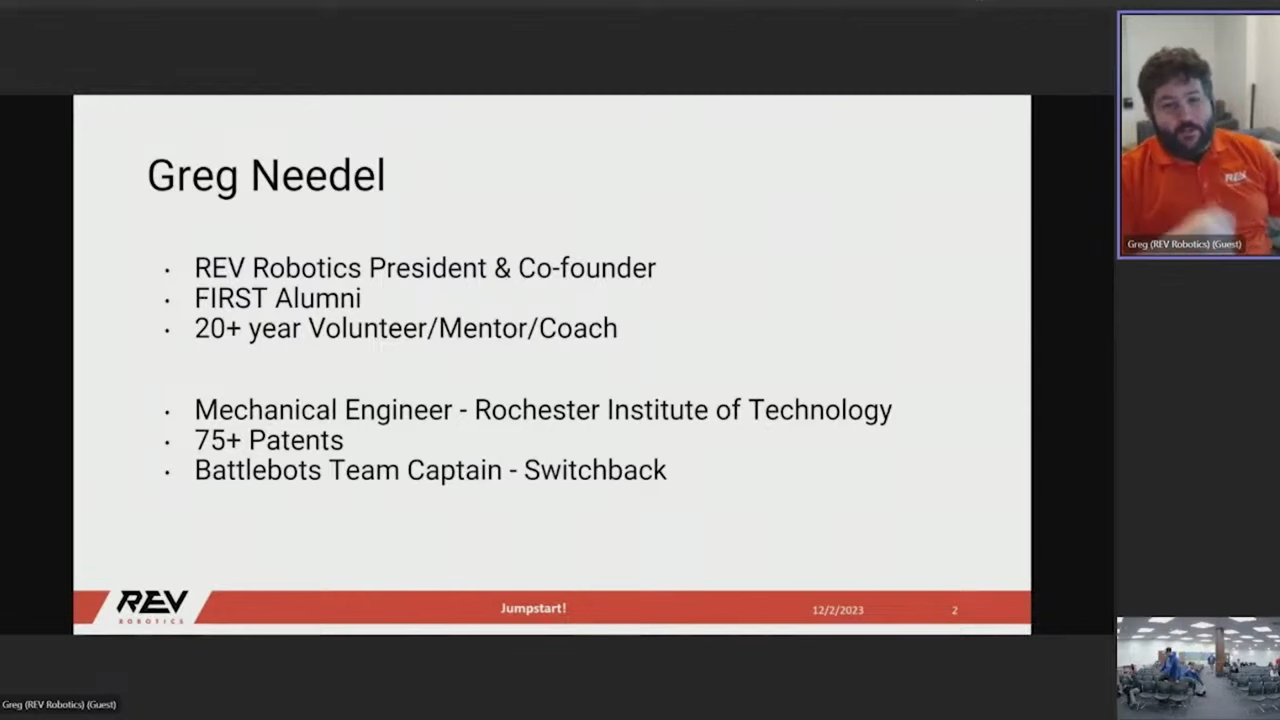 Greg Needel
· REV Robotics President & Co-founder
· FIRST Alumni
· 20+ year Volunteer/Mentor/Coach
· Mechanical Engineer - Rochester Institute of Technology
· 75+ Patents
· Battlebots Team Captain - Switchback
REV
ROBOTICS
Jumpstart!
12/2/2023
2
REV
Greg (REV Robotics) (Guest)
Greg (REV Robotics) (Guest)